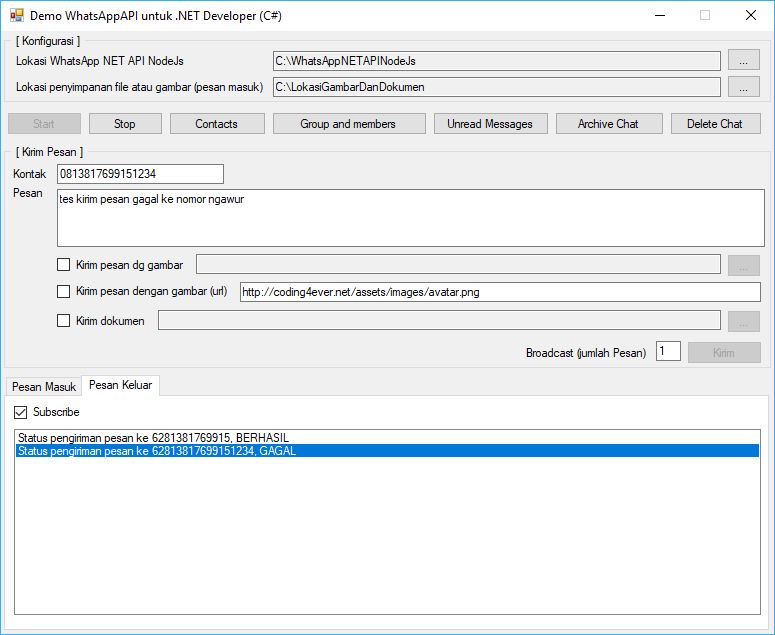 Demo WhatsAppAPI untuk .NET Developer (C#)
[ Konfigurasi ]
Lokasi WhatsApp NET API NodeJs C:\WhatsAppNETAPINodeJs ...
Lokasi penyimpanan file atau gambar (pesan masuk) C:\LokasiGambarDanDokumen ...
Start Stop Contacts Group and members Unread Messages Archive Chat Delete Chat
[ Kirim Pesan ]
Kontak 0813817699151234
Pesan tes kirim pesan gagal ke nomor ngawur
Kirim pesan dg gambar ...
Kirim pesan dengan gambar (url) http://coding4ever.net/assets/images/avatar.png
Kirim dokumen ...
Broadcast (jumlah Pesan) 1 Kirim
Pesan Masuk Pesan Keluar
Subscribe
Status pengiriman pesan ke 6281381769915, BERHASIL
Status pengiriman pesan ke 62813817699151234, GAGAL